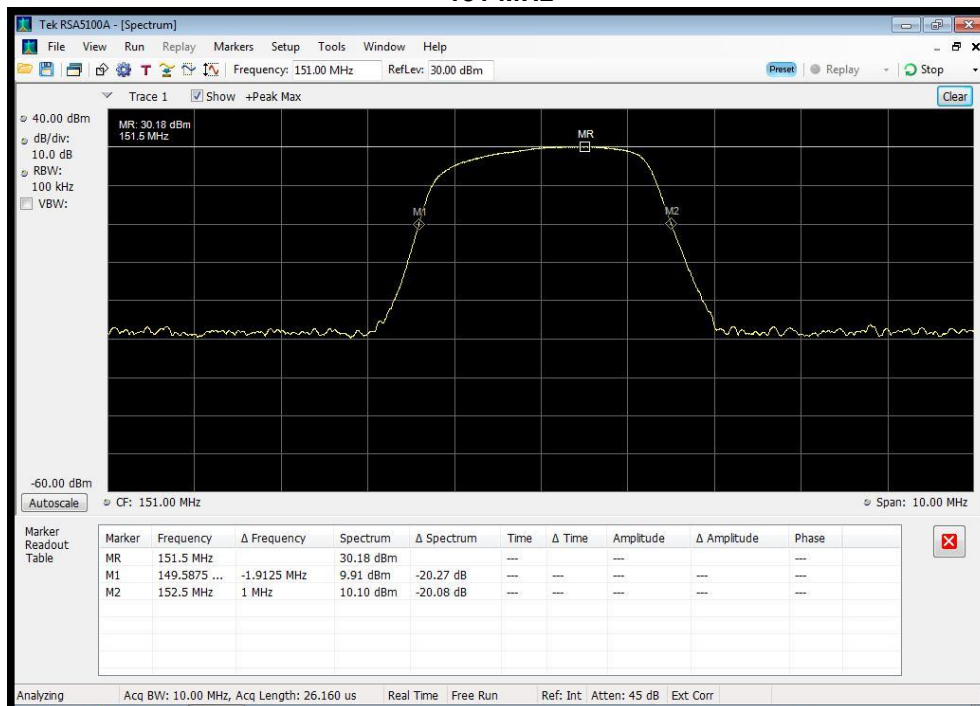 Tek RSA5100A - [Spectrum]
File View Run Replay Markers Setup Tools Window Help
Frequency: 151.00 MHz RefLev: 30.00 dBm Preset Replay Stop
Trace 1 Show +Peak Max Clear
40.00 dBm
dB/div:
10.0 dB
RBW:
100 kHz
VBW:
MR: 30.18 dBm
151.5 MHz
MR
M1
M2
-60.00 dBm
Autoscale CF: 151.00 MHz Span: 10.00 MHz
Marker Readout Table
Marker Frequency Δ Frequency Spectrum Δ Spectrum Time Δ Time Amplitude Δ Amplitude Phase
MR 151.5 MHz 30.18 dBm --- --- ---
M1 149.5875 ... -1.9125 MHz 9.91 dBm -20.27 dB --- --- --- --- ---
M2 152.5 MHz 1 MHz 10.10 dBm -20.08 dB --- --- --- --- ---
Analyzing Acq BW: 10.00 MHz, Acq Length: 26.160 us Real Time Free Run Ref: Int Atten: 45 dB Ext Corr